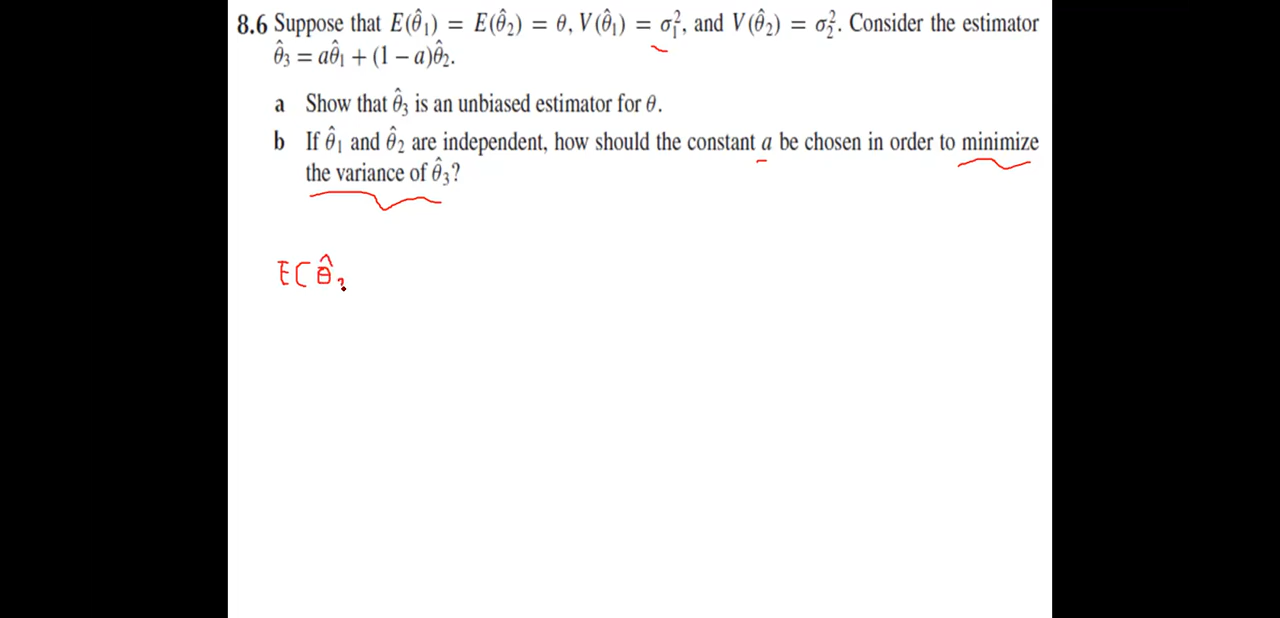 8.6 Suppose that E(θ̂₁) = E(θ̂₂) = θ, V(θ̂₁) = σ₁², and V(θ̂₂) = σ₂². Consider the estimator
θ̂₃ = aθ̂₁ + (1 − a)θ̂₂.
a Show that θ̂₃ is an unbiased estimator for θ.
b If θ̂₁ and θ̂₂ are independent, how should the constant a be chosen in order to minimize
the variance of θ̂₃?
E(θ̂